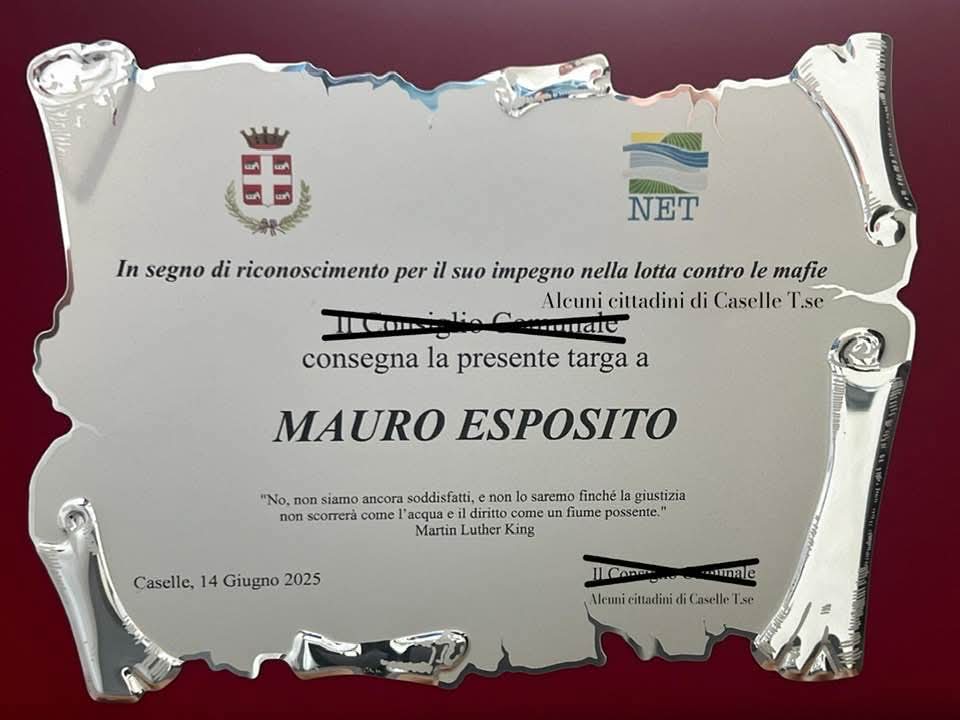 NET
In segno di riconoscimento per il suo impegno nella lotta contro le mafie
Alcuni cittadini di Caselle T.se
Il Consiglio Comunale
consegna la presente targa a
MAURO ESPOSITO
"No, non siamo ancora soddisfatti, e non lo saremo finché la giustizia
non scorrerà come l'acqua e il diritto come un fiume possente."
Martin Luther King
Caselle, 14 Giugno 2025
Il Consiglio Comunale
Alcuni cittadini di Caselle T.se